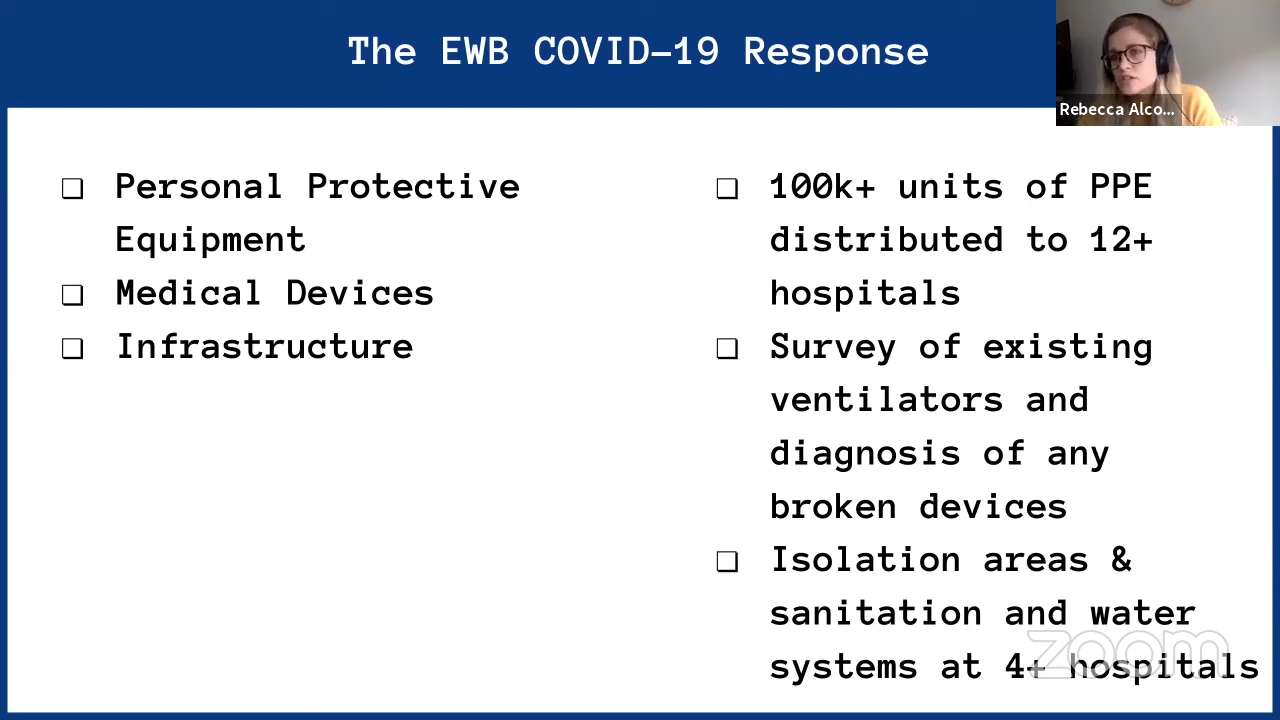 The EWB COVID-19 Response
Rebecca Alco...
❏ Personal Protective
Equipment
❏ Medical Devices
❏ Infrastructure
❏ 100k+ units of PPE
distributed to 12+
hospitals
❏ Survey of existing
ventilators and
diagnosis of any
broken devices
❏ Isolation areas &
sanitation and water
systems at 4+ hospitals
zoom